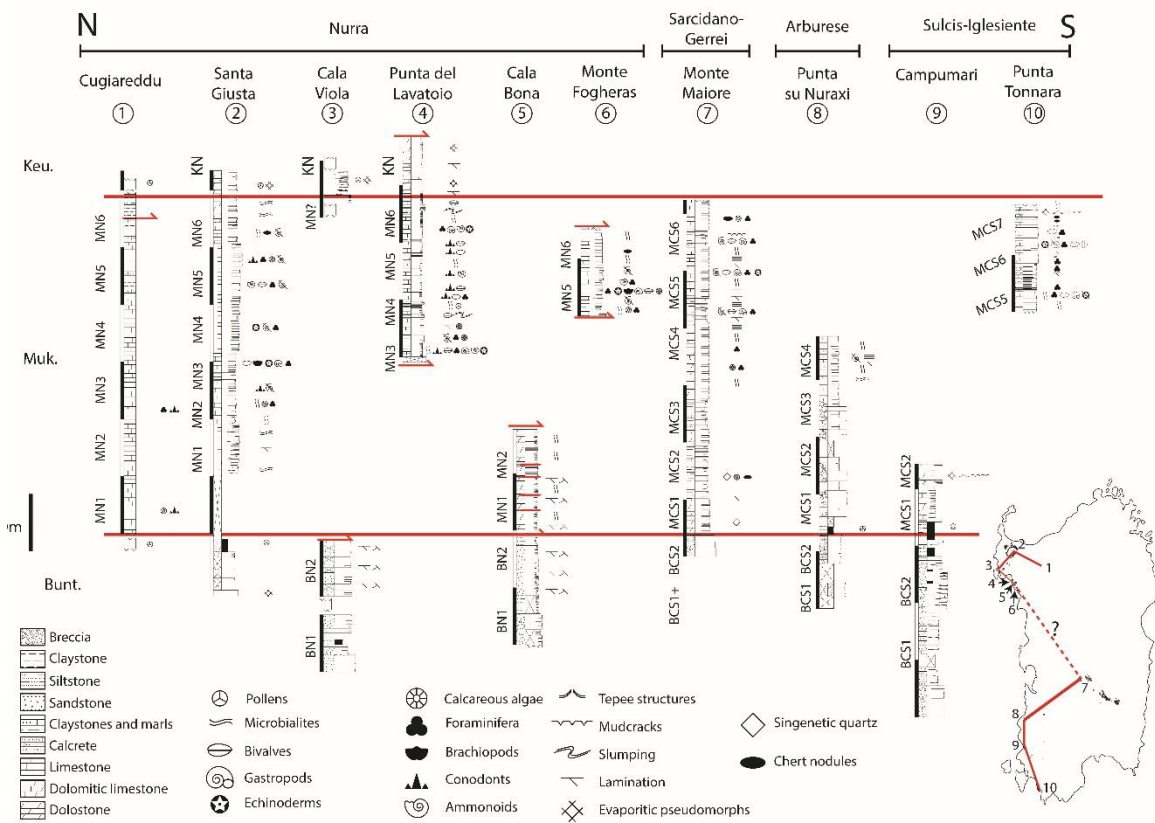 N
Nurra
Sarcidano-
Gerrei
Arburese
Sulcis-Iglesiente
S
Cugiareddu
Santa
Giusta
Cala
Viola
Punta del
Lavatoio
Cala
Bona
Monte
Fogheras
Monte
Maiore
Punta
su Nuraxi
Campumari
Punta
Tonnara
1
2
3
4
5
6
7
8
9
10
Keu.
Muk.
Bunt.
m
MN6
MN5
MN4
MN3
MN2
MN1
KN
MN6
MN5
MN4
MN3
MN2
MN1
KN
MN?
BN2
BN1
KN
MN6
MN5
MN4
MN3
MN2
MN1
BN2
BN1
MN6
MN5
MCS6
MCS5
MCS4
MCS3
MCS2
MCS1
BCS2
BCS1+
MCS4
MCS3
MCS2
MCS1
BCS2
BCS1
MCS2
MCS1
BCS2
BCS1
MCS7
MCS6
MCS5
Breccia
Claystone
Siltstone
Sandstone
Claystones and marls
Calcrete
Limestone
Dolomitic limestone
Dolostone
Pollens
Microbialites
Bivalves
Gastropods
Echinoderms
Calcareous algae
Foraminifera
Brachiopods
Conodonts
Ammonoids
Tepee structures
Mudcracks
Slumping
Lamination
Evaporitic pseudomorphs
Singenetic quartz
Chert nodules
2
3
1
4
5
6
?
7
8
9
10